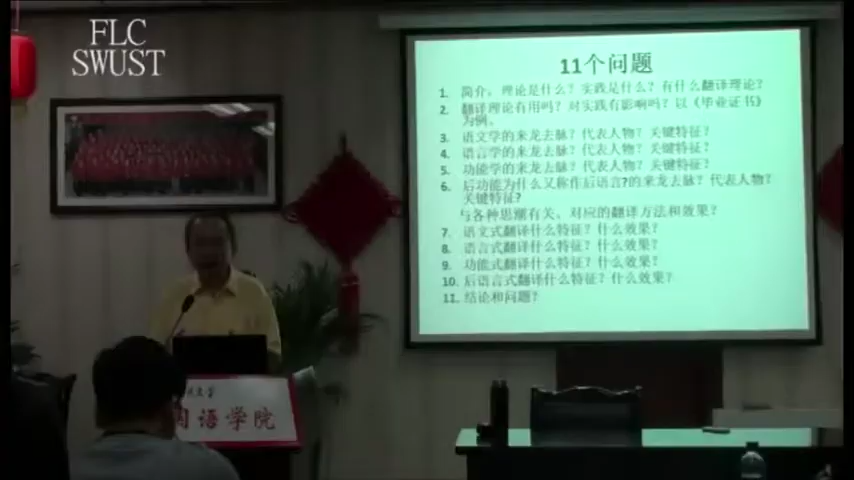 FLC
SWUST
11个问题
1. 简介：理论是什么？实践是什么？有什么翻译理论？
2. 翻译理论有用吗？对实践有影响吗？以《毕业证书》
为例。
3. 语文学的来龙去脉？代表人物？关键特征？
4. 语言学的来龙去脉？代表人物？关键特征？
5. 功能学的来龙去脉？代表人物？关键特征？
6. 后功能为什么又称作后语言?的来龙去脉？代表人物？
关键特征?
与各种思潮有关、对应的翻译方法和效果？
7. 语文式翻译什么特征？什么效果？
8. 语言式翻译什么特征？什么效果？
9. 功能式翻译什么特征？什么效果？
10. 后语言式翻译什么特征？什么效果？
11. 结论和问题？
大学
国语学院